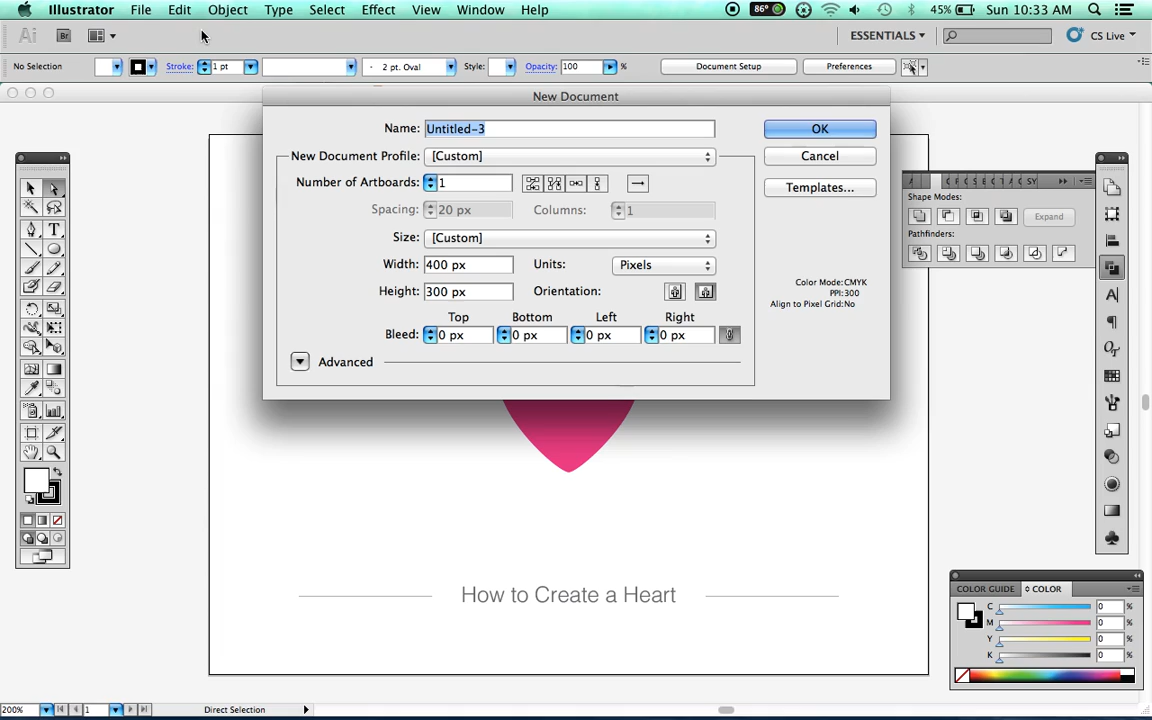 Illustrator File Edit Object Type Select Effect View Window Help 86° 45% Sun 10:33 AM
Ai Br ESSENTIALS CS Live
No Selection Stroke: 1 pt 2 pt. Oval Style: Opacity: 100 % Document Setup Preferences
New Document
Name: Untitled-3 OK
New Document Profile: [Custom] Cancel
Number of Artboards: 1 Templates...
Spacing: 20 px Columns: 1
Size: [Custom]
Width: 400 px Units: Pixels
Height: 300 px Orientation:
Color Mode:CMYK
PPI:300
Align to Pixel Grid:No
Top Bottom Left Right
Bleed: 0 px 0 px 0 px 0 px
Advanced
SY
Shape Modes:
Expand
Pathfinders:
How to Create a Heart
COLOR GUIDE COLOR
C 0 %
M 0 %
Y 0 %
K 0 %
200% 1 Direct Selection